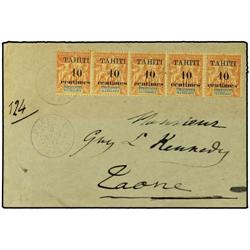 TAHITI TAHITI TAHITI TAHITI TAHITI
10 10 10 10 10
centimes centimes centimes centimes centimes
124
Monsieur
Guy L Kennedy
Taone